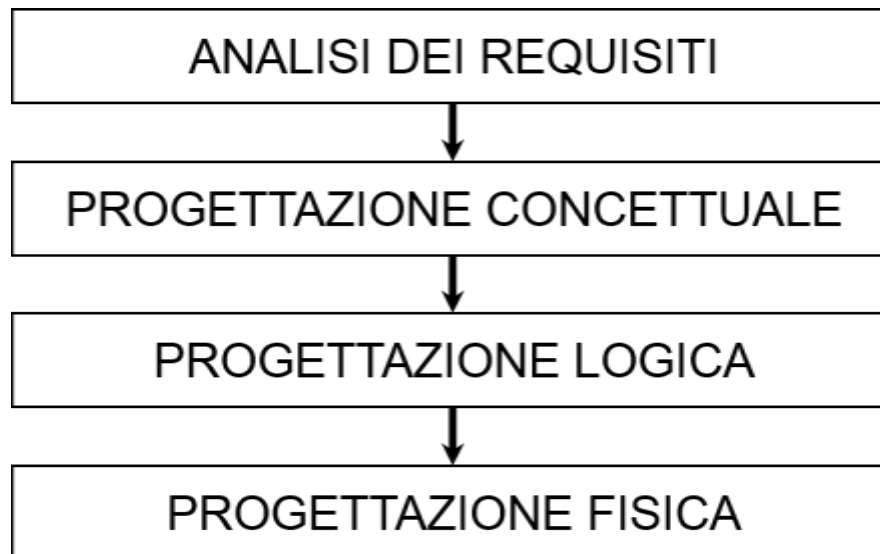 ANALISI DEI REQUISITI
PROGETTAZIONE CONCETTUALE
PROGETTAZIONE LOGICA
PROGETTAZIONE FISICA